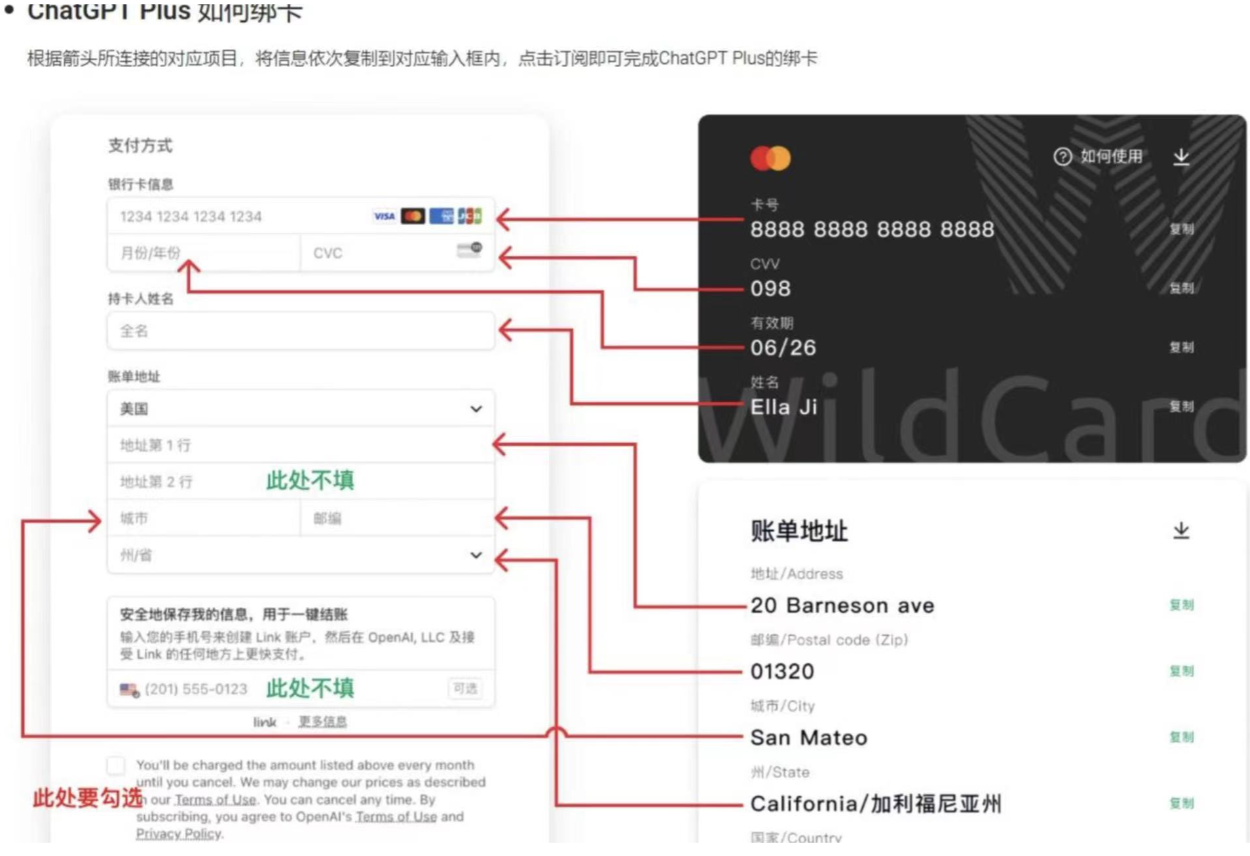 ChatGPT Plus 如何绑卡
根据箭头所连接的对应项目，将信息依次复制到对应输入框内，点击订阅即可完成ChatGPT Plus的绑卡
支付方式
银行卡信息
1234 1234 1234 1234
VISA
JCB
月份/年份
CVC
持卡人姓名
全名
账单地址
美国
地址第 1 行
地址第 2 行
此处不填
城市
邮编
州/省
安全地保存我的信息，用于一键结账
输入您的手机号来创建 Link 账户，然后在 OpenAI, LLC 及接
受 Link 的任何地方上更快支付。
(201) 555-0123
此处不填
可选
link · 更多信息
You'll be charged the amount listed above every month
until you cancel. We may change our prices as described
此处要勾选
in our Terms of Use. You can cancel any time. By
subscribing, you agree to OpenAI's Terms of Use and
Privacy Policy.
如何使用
卡号
8888 8888 8888 8888
复制
CVV
098
复制
有效期
06/26
复制
姓名
Ella Ji
复制
WildCard
账单地址
地址/Address
20 Barneson ave
复制
邮编/Postal code (Zip)
01320
复制
城市/City
San Mateo
复制
州/State
California/加利福尼亚州
复制
国家/Country